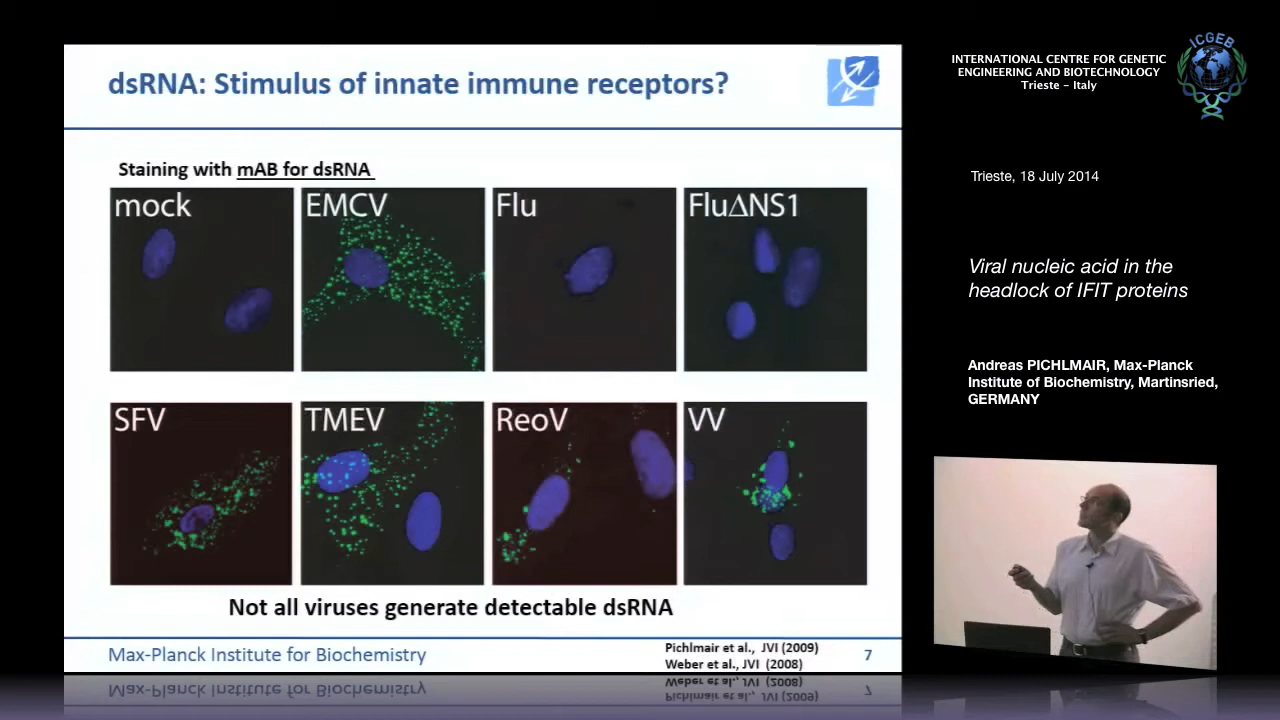 dsRNA: Stimulus of innate immune receptors?
Staining with mAB for dsRNA
mock
EMCV
Flu
FluΔNS1
SFV
TMEV
ReoV
VV
Not all viruses generate detectable dsRNA
Max-Planck Institute for Biochemistry
Pichlmair et al., JVI (2009)
Weber et al., JVI (2008)
7
ICGEB
INTERNATIONAL CENTRE FOR GENETIC
ENGINEERING AND BIOTECHNOLOGY
Trieste – Italy
Trieste, 18 July 2014
Viral nucleic acid in the
headlock of IFIT proteins
Andreas PICHLMAIR, Max-Planck
Institute of Biochemistry, Martinsried,
GERMANY